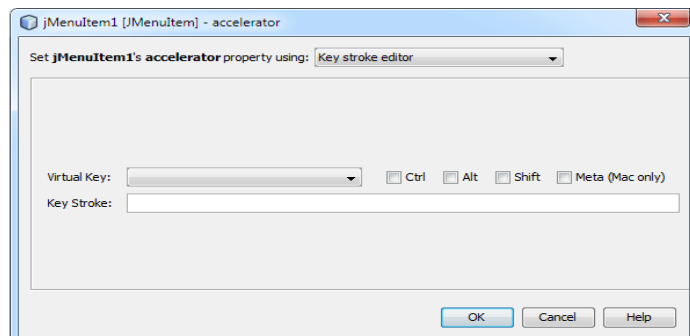 jMenuItem1 [JMenuItem] - accelerator
Set jMenuItem1's accelerator property using: Key stroke editor
Virtual Key: Ctrl Alt Shift Meta (Mac only)
Key Stroke:
OK Cancel Help